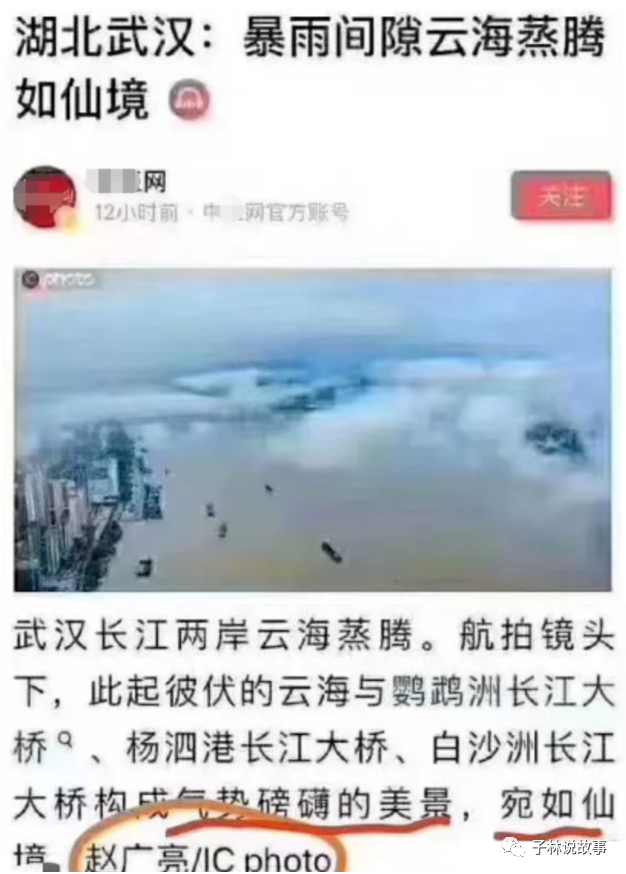 湖北武汉：暴雨间隙云海蒸腾
如仙境
网
12小时前·中 网官方账号
关注
IC photo
武汉长江两岸云海蒸腾。航拍镜头
下，此起彼伏的云海与鹦鹉洲长江大
桥、杨泗港长江大桥、白沙洲长江
大桥构成气势磅礴的美景，宛如仙
境。
赵广亮/IC photo
子林说故事